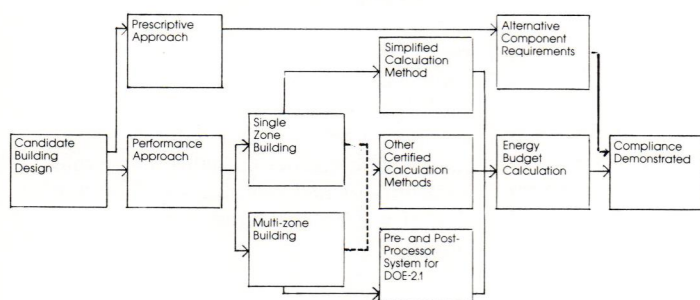 Prescriptive
Approach
Alternative
Component
Requirements
Simplified
Calculation
Method
Single
Zone
Building
Candidate
Building
Design
Performance
Approach
Other
Certified
Calculation
Methods
Energy
Budget
Calculation
Compliance
Demonstrated
Multi-zone
Building
Pre- and Post-
Processor
System for
DOE-2.1